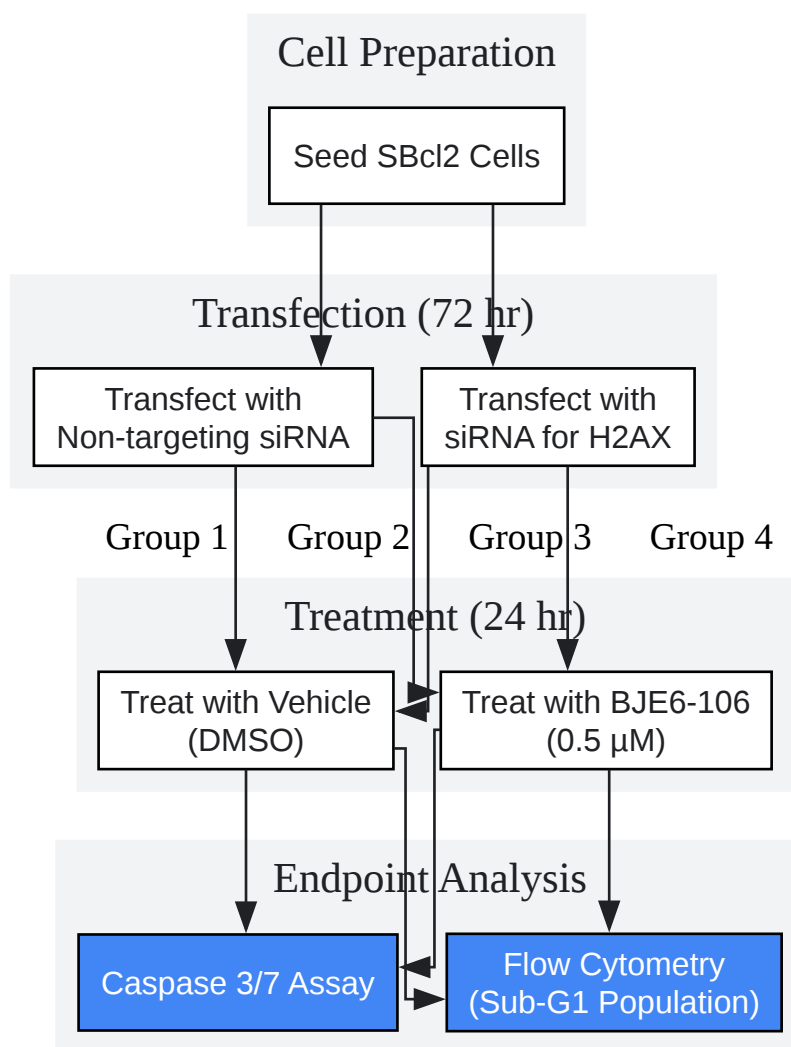 Cell Preparation
Seed SBcl2 Cells
Transfection (72 hr)
Transfect with
Non-targeting siRNA
Transfect with
siRNA for H2AX
Group 1
Group 2
Group 3
Group 4
Treatment (24 hr)
Treat with Vehicle
(DMSO)
Treat with BJE6-106
(0.5 µM)
Endpoint Analysis
Caspase 3/7 Assay
Flow Cytometry
(Sub-G1 Population)